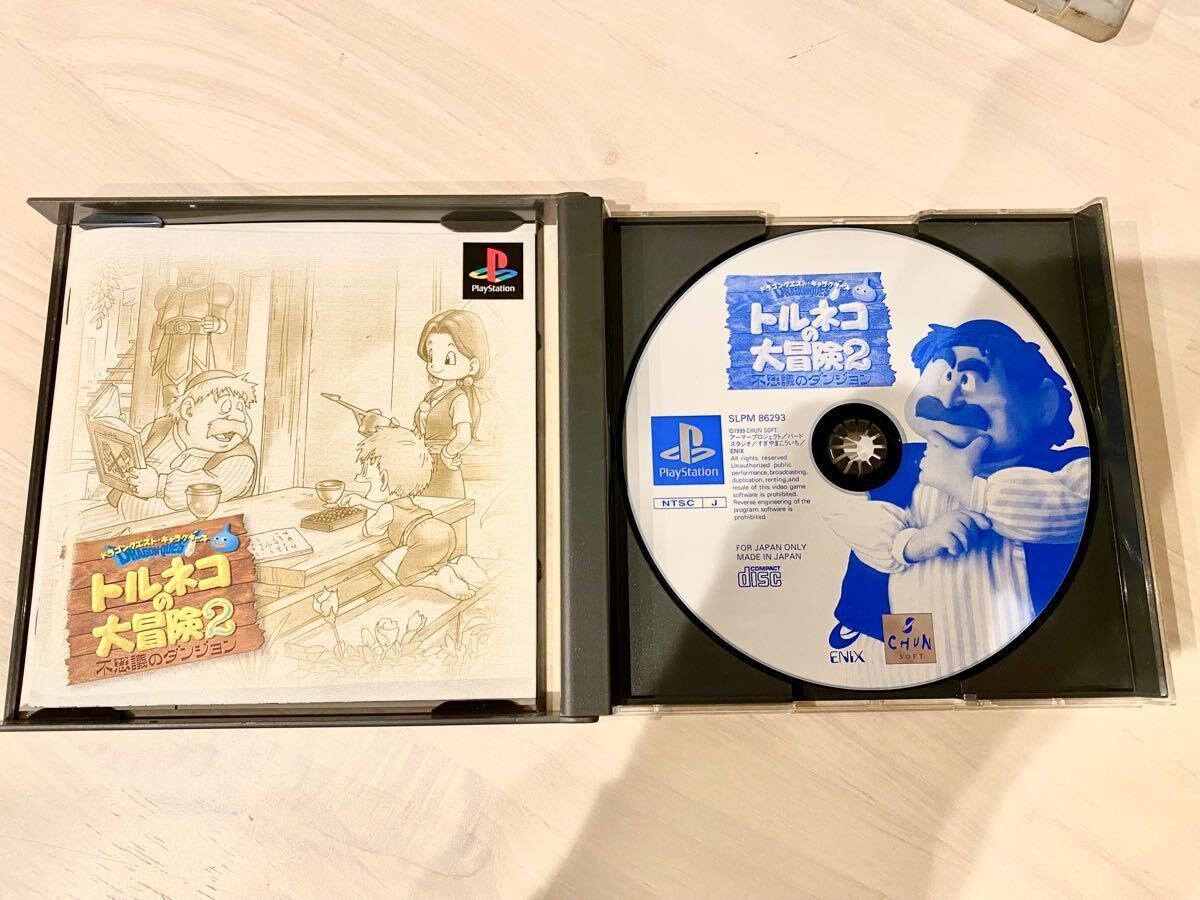 PlayStation
ドラゴンクエスト・キャラクターズ
DRAGON QUEST
トルネコ
の
大冒険2
不思議のダンジョン
ドラゴンクエスト・キャラクターズ
DRAGON QUEST
トルネコ
の
大冒険2
不思議のダンジョン
SLPM 86293
©1999 CHUN SOFT
アーマープロジェクト/バード
スタジオ/すぎやまこういち/
ENIX
All rights reserved.
Unauthorized public
performance, broadcasting,
duplication, renting, and
resale of this video game
software is prohibited.
Reverse engineering of the
program software is
prohibited
PlayStation
NTSC J
FOR JAPAN ONLY
MADE IN JAPAN
COMPACT
disc
ENIX
CHUN
SOFT